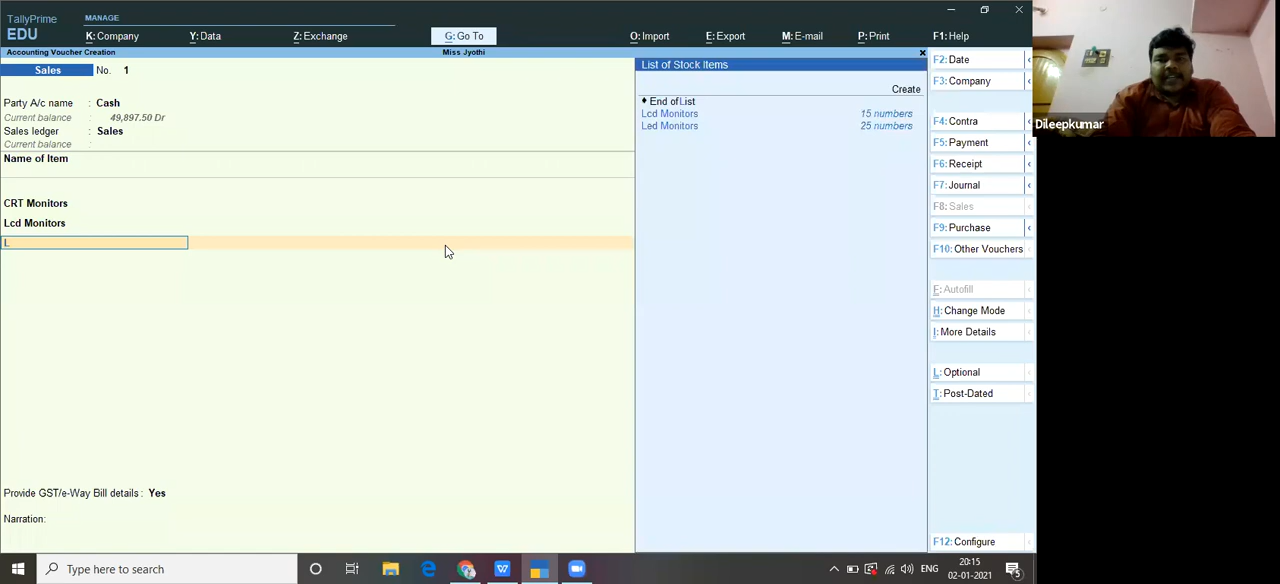 TallyPrime
EDU
MANAGE
K: Company
Y: Data
Z: Exchange
G: Go To
O: Import
E: Export
M: E-mail
P: Print
F1: Help
Accounting Voucher Creation
Miss Jyothi
Sales No. 1
Party A/c name : Cash
Current balance : 49,897.50 Dr
Sales ledger : Sales
Current balance :
Name of Item
CRT Monitors
Lcd Monitors
L
Provide GST/e-Way Bill details : Yes
Narration:
List of Stock Items
Create
End of List
Lcd Monitors 15 numbers
Led Monitors 25 numbers
F2: Date
F3: Company
F4: Contra
F5: Payment
F6: Receipt
F7: Journal
F8: Sales
F9: Purchase
F10: Other Vouchers
E: Autofill
H: Change Mode
I: More Details
L: Optional
T: Post-Dated
F12: Configure
Dileepkumar
Type here to search
ENG
20:15
02-01-2021
5